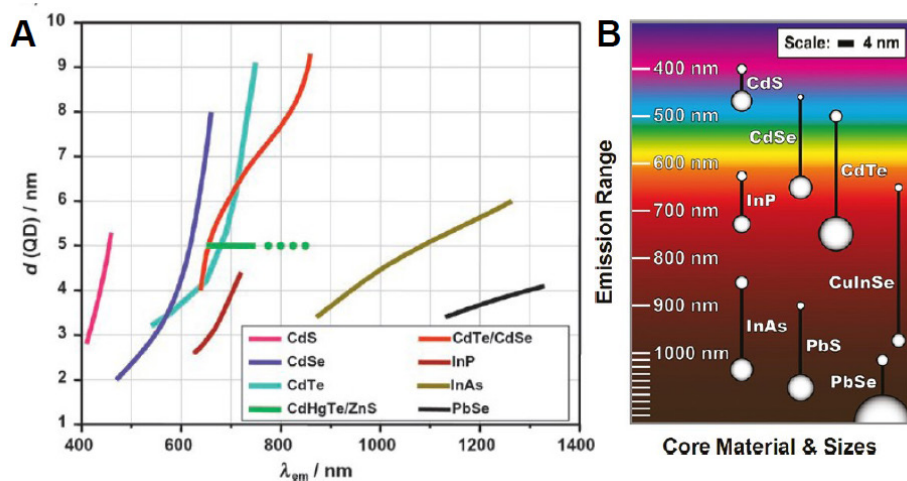 A
10
9
8
7
6
5
4
3
2
1
d (QD) / nm
400
600
800
1000
1200
1400
λem / nm
CdS
CdSe
CdTe
CdHgTe/ZnS
CdTe/CdSe
InP
InAs
PbSe
B
Scale: 4 nm
Emission Range
400 nm
500 nm
600 nm
700 nm
800 nm
900 nm
1000 nm
CdS
CdSe
CdTe
InP
CuInSe
InAs
PbS
PbSe
Core Material & Sizes